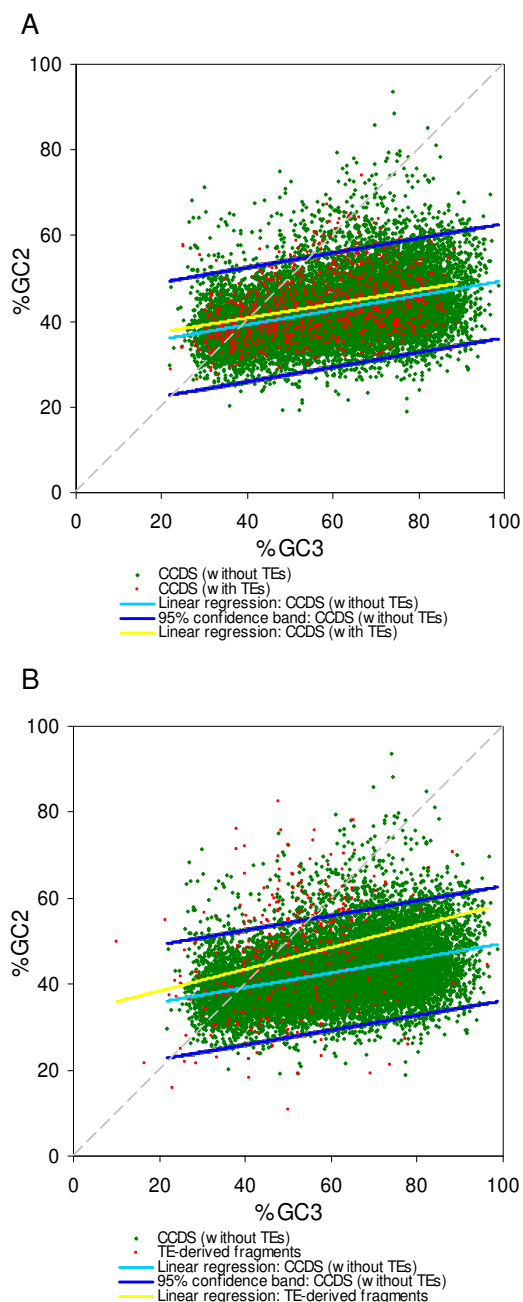 A
100
80
60
40
20
0
%GC2
0 20 40 60 80 100
%GC3
CCDS (without TEs)
CCDS (with TEs)
Linear regression: CCDS (without TEs)
95% confidence band: CCDS (without TEs)
Linear regression: CCDS (with TEs)
B
100
80
60
40
20
0
%GC2
0 20 40 60 80 100
%GC3
CCDS (without TEs)
TE-derived fragments
Linear regression: CCDS (without TEs)
95% confidence band: CCDS (without TEs)
Linear regression: TE-derived fragments